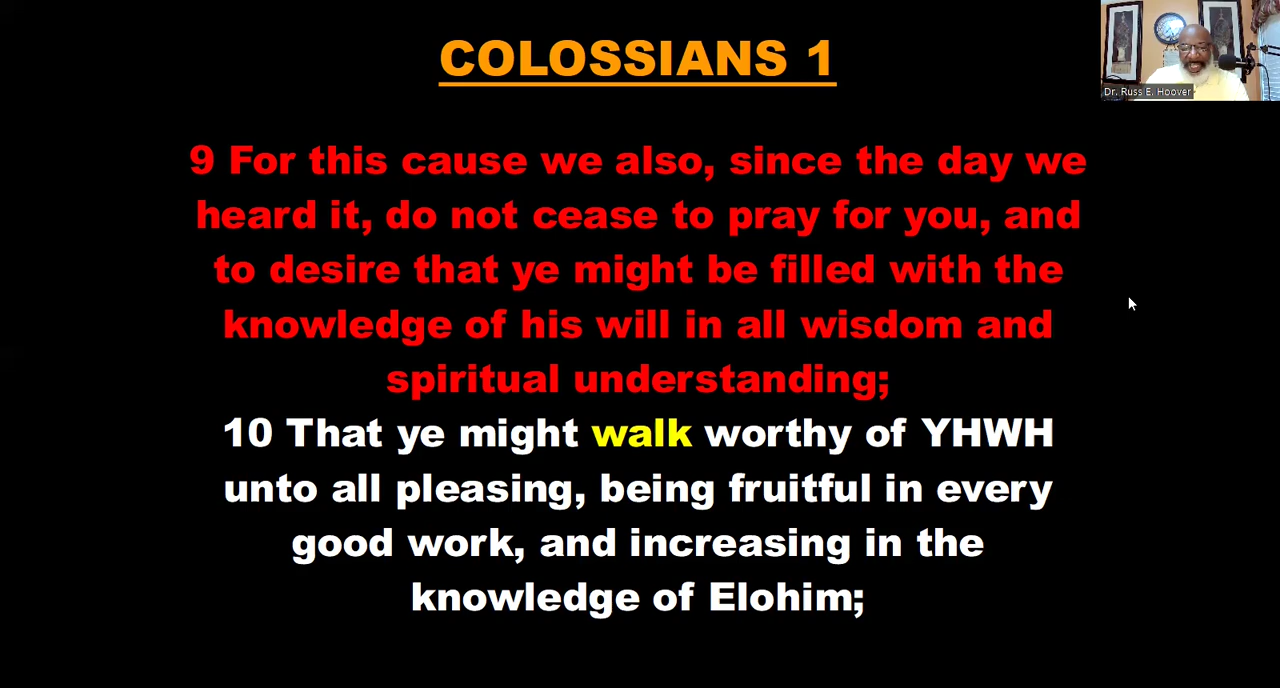 COLOSSIANS 1
Dr. Russ E. Hoover
9 For this cause we also, since the day we
heard it, do not cease to pray for you, and
to desire that ye might be filled with the
knowledge of his will in all wisdom and
spiritual understanding;
10 That ye might walk worthy of YHWH
unto all pleasing, being fruitful in every
good work, and increasing in the
knowledge of Elohim;